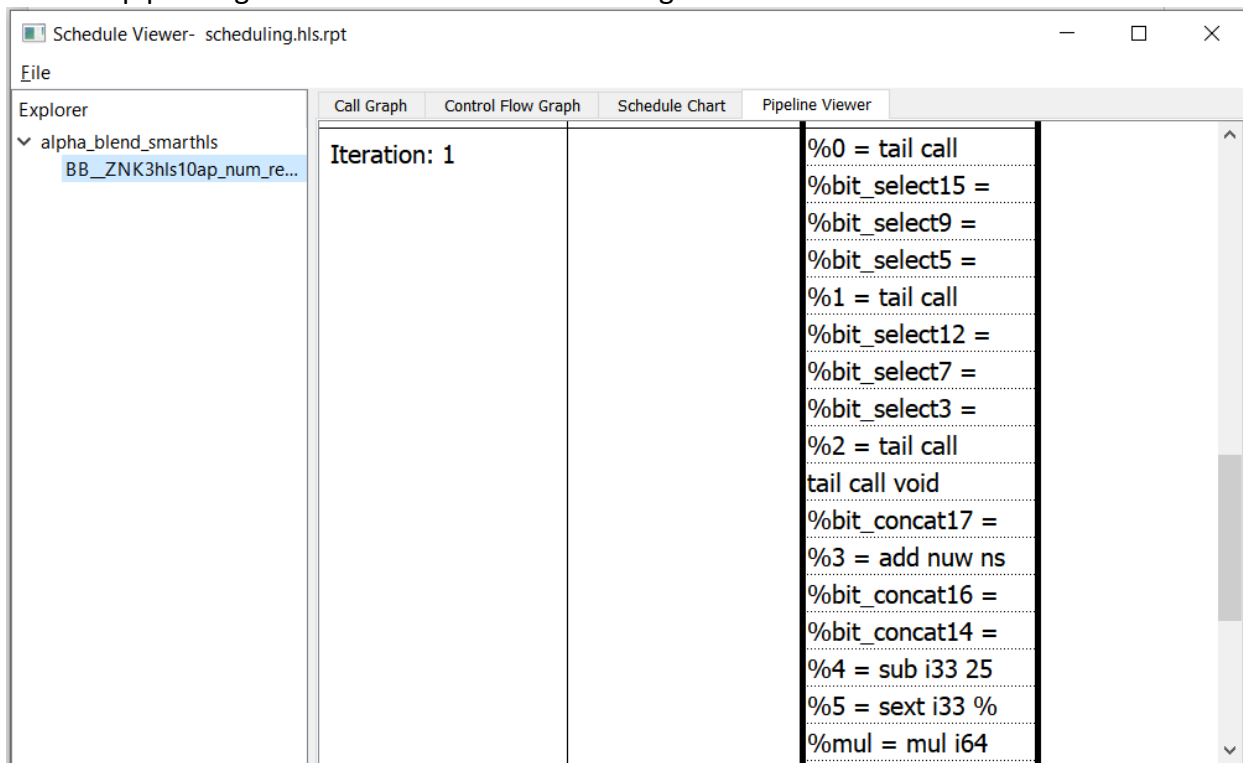 Schedule Viewer-  scheduling.hls.rpt
File
Explorer
alpha_blend_smarthls
BB__ZNK3hls10ap_num_re...
Call Graph
Control Flow Graph
Schedule Chart
Pipeline Viewer
Iteration: 1
%0 = tail call
%bit_select15 =
%bit_select9 =
%bit_select5 =
%1 = tail call
%bit_select12 =
%bit_select7 =
%bit_select3 =
%2 = tail call
tail call void
%bit_concat17 =
%3 = add nuw ns
%bit_concat16 =
%bit_concat14 =
%4 = sub i33 25
%5 = sext i33 %
%mul = mul i64